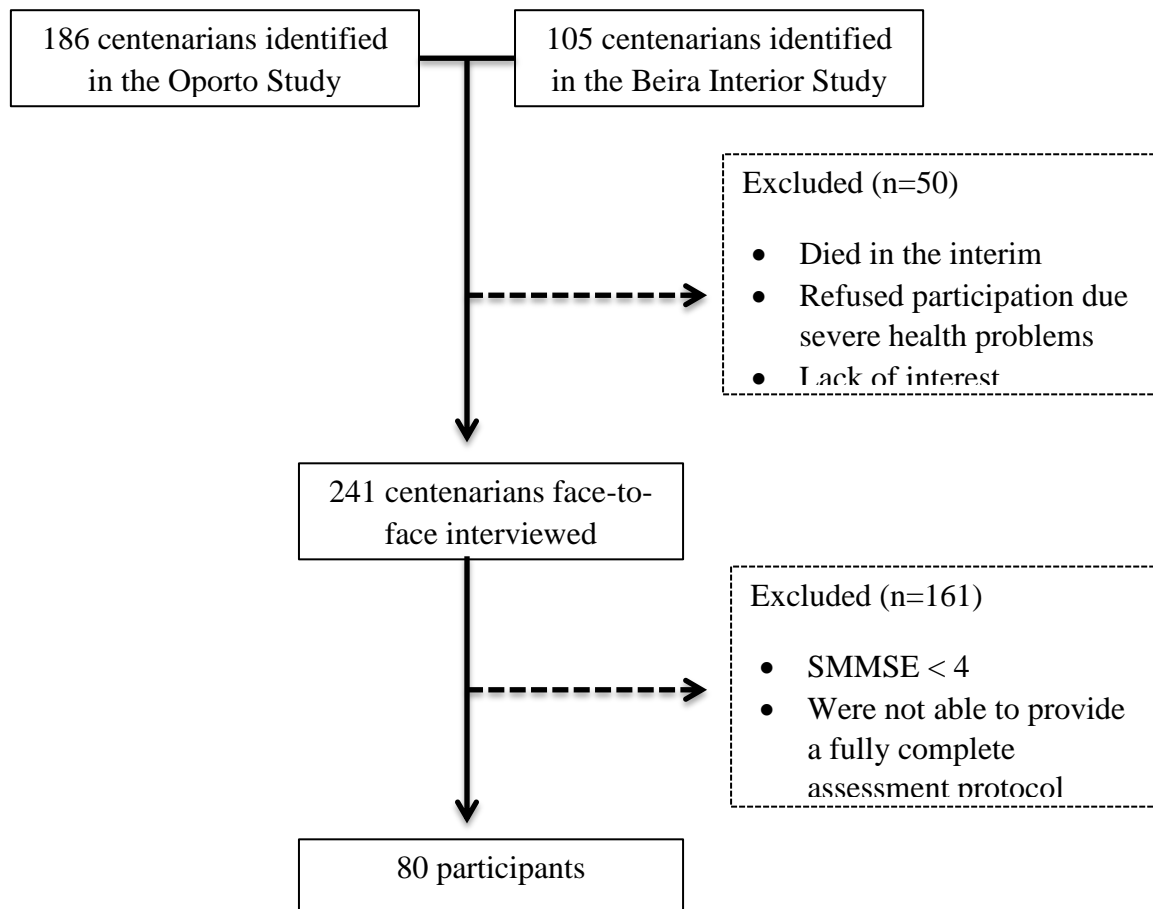 186 centenarians identified
in the Oporto Study
105 centenarians identified
in the Beira Interior Study
Excluded (n=50)
• Died in the interim
• Refused participation due
severe health problems
• Lack of interest
241 centenarians face-to-
face interviewed
Excluded (n=161)
• SMMSE < 4
• Were not able to provide
a fully complete
assessment protocol
80 participants